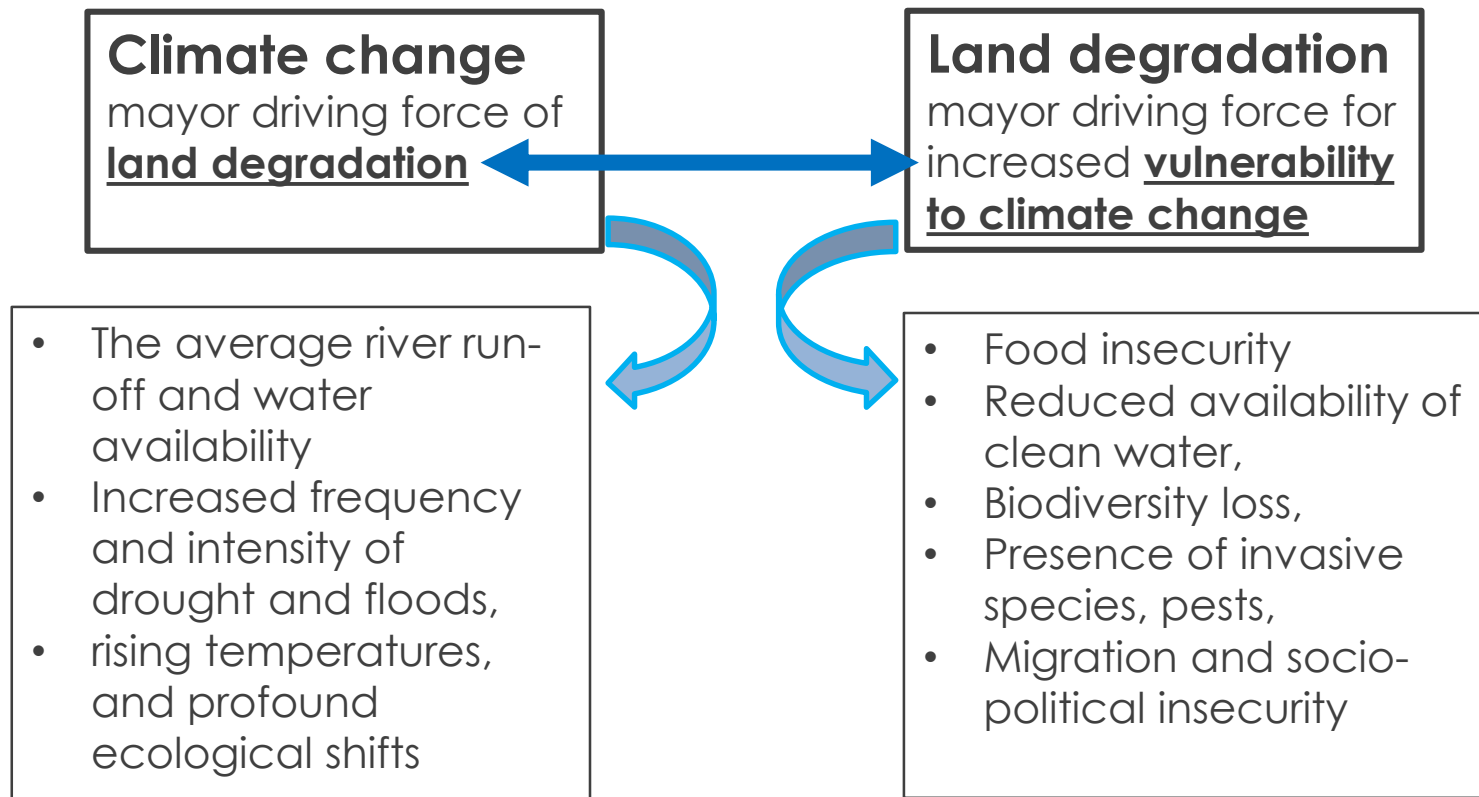 Climate change
mayor driving force of
land degradation
Land degradation
mayor driving force for
increased vulnerability
to climate change
• The average river run-
off and water
availability
• Increased frequency
and intensity of
drought and floods,
• rising temperatures,
and profound
ecological shifts
• Food insecurity
• Reduced availability of
clean water,
• Biodiversity loss,
• Presence of invasive
species, pests,
• Migration and socio-
political insecurity